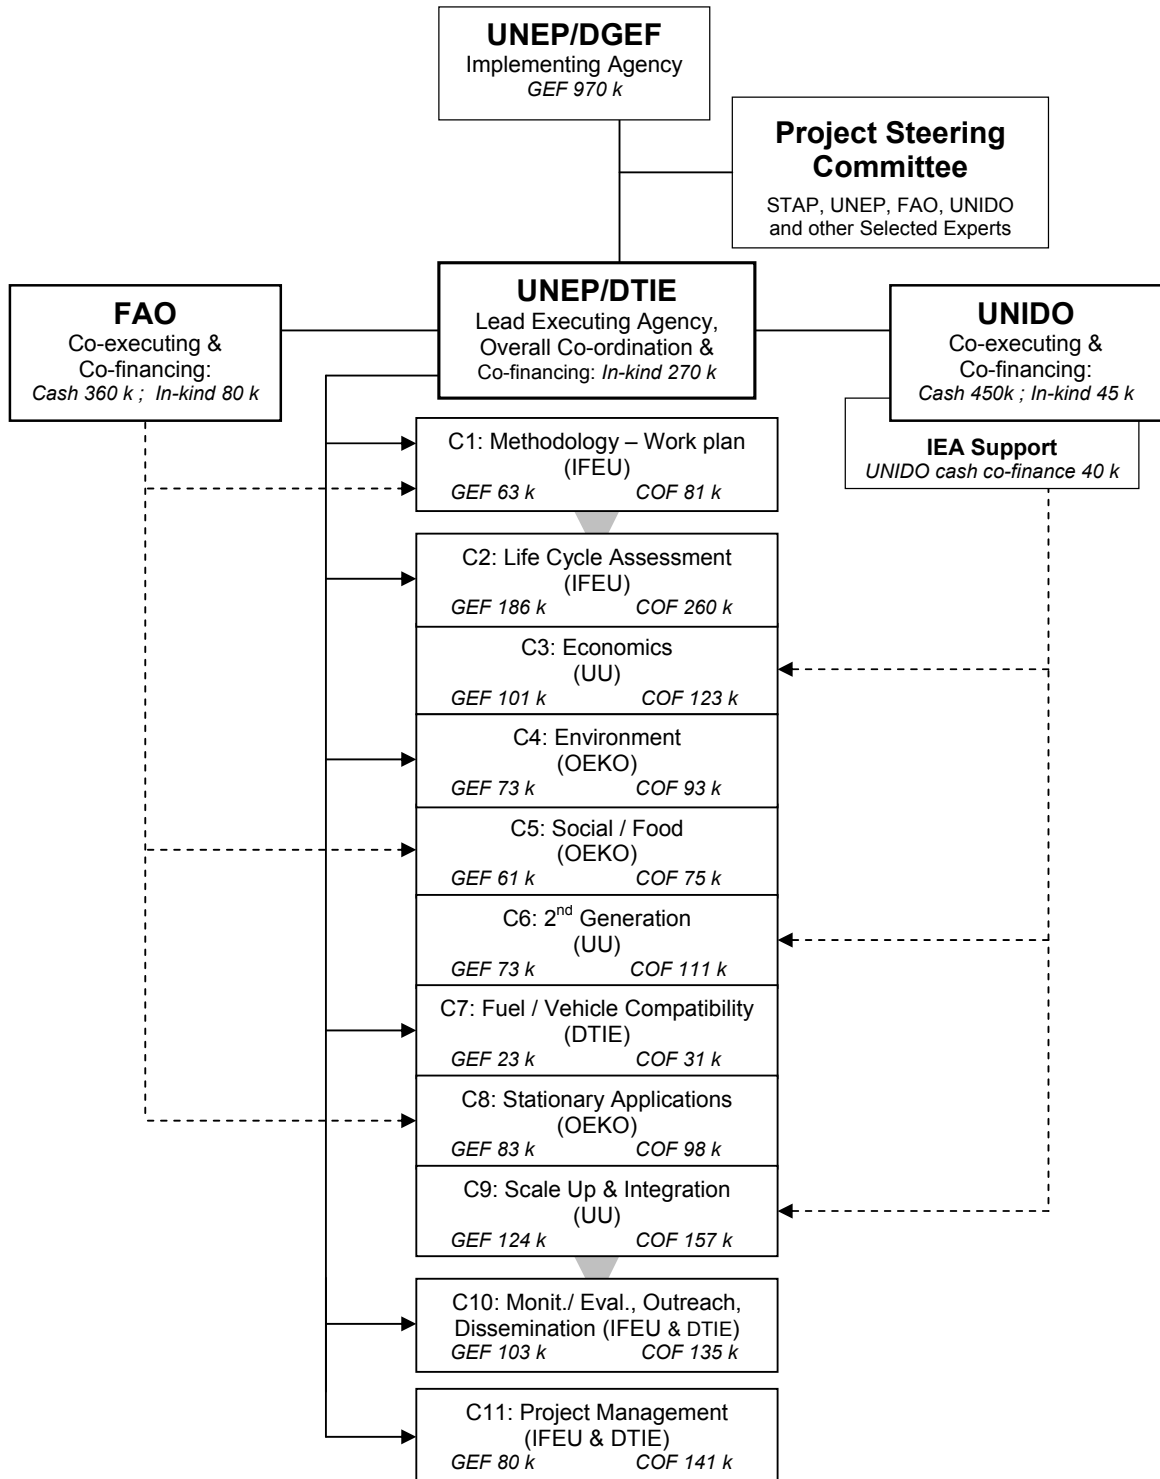 UNEP/DGEF
Implementing Agency
GEF 970 k
Project Steering
Committee
STAP, UNEP, FAO, UNIDO
and other Selected Experts
FAO
Co-executing &
Co-financing:
Cash 360 k ; In-kind 80 k
UNEP/DTIE
Lead Executing Agency,
Overall Co-ordination &
Co-financing: In-kind 270 k
UNIDO
Co-executing &
Co-financing:
Cash 450k ; In-kind 45 k
IEA Support
UNIDO cash co-finance 40 k
C1: Methodology – Work plan
(IFEU)
GEF 63 k COF 81 k
C2: Life Cycle Assessment
(IFEU)
GEF 186 k COF 260 k
C3: Economics
(UU)
GEF 101 k COF 123 k
C4: Environment
(OEKO)
GEF 73 k COF 93 k
C5: Social / Food
(OEKO)
GEF 61 k COF 75 k
C6: 2nd Generation
(UU)
GEF 73 k COF 111 k
C7: Fuel / Vehicle Compatibility
(DTIE)
GEF 23 k COF 31 k
C8: Stationary Applications
(OEKO)
GEF 83 k COF 98 k
C9: Scale Up & Integration
(UU)
GEF 124 k COF 157 k
C10: Monit./ Eval., Outreach,
Dissemination (IFEU & DTIE)
GEF 103 k COF 135 k
C11: Project Management
(IFEU & DTIE)
GEF 80 k COF 141 k